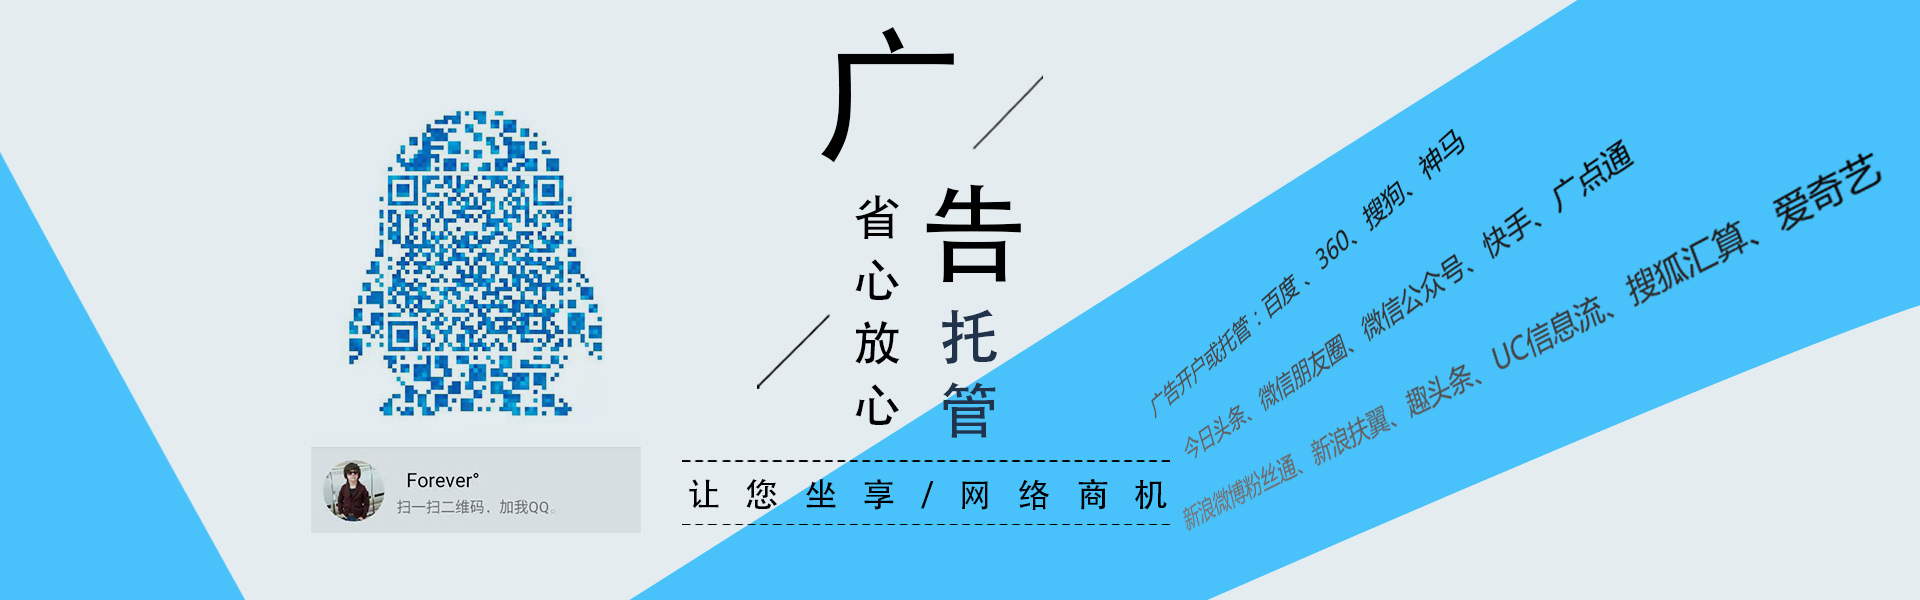 广告托管
省心放心
让您坐享/网络商机
Forever°
扫一扫二维码，加我QQ。
广告开户或托管：百度、360、搜狗、神马
今日头条、微信朋友圈、微信公众号、快手、广点通
新浪微博粉丝通、新浪扶翼、趣头条、UC信息流、搜狐汇算、爱奇艺